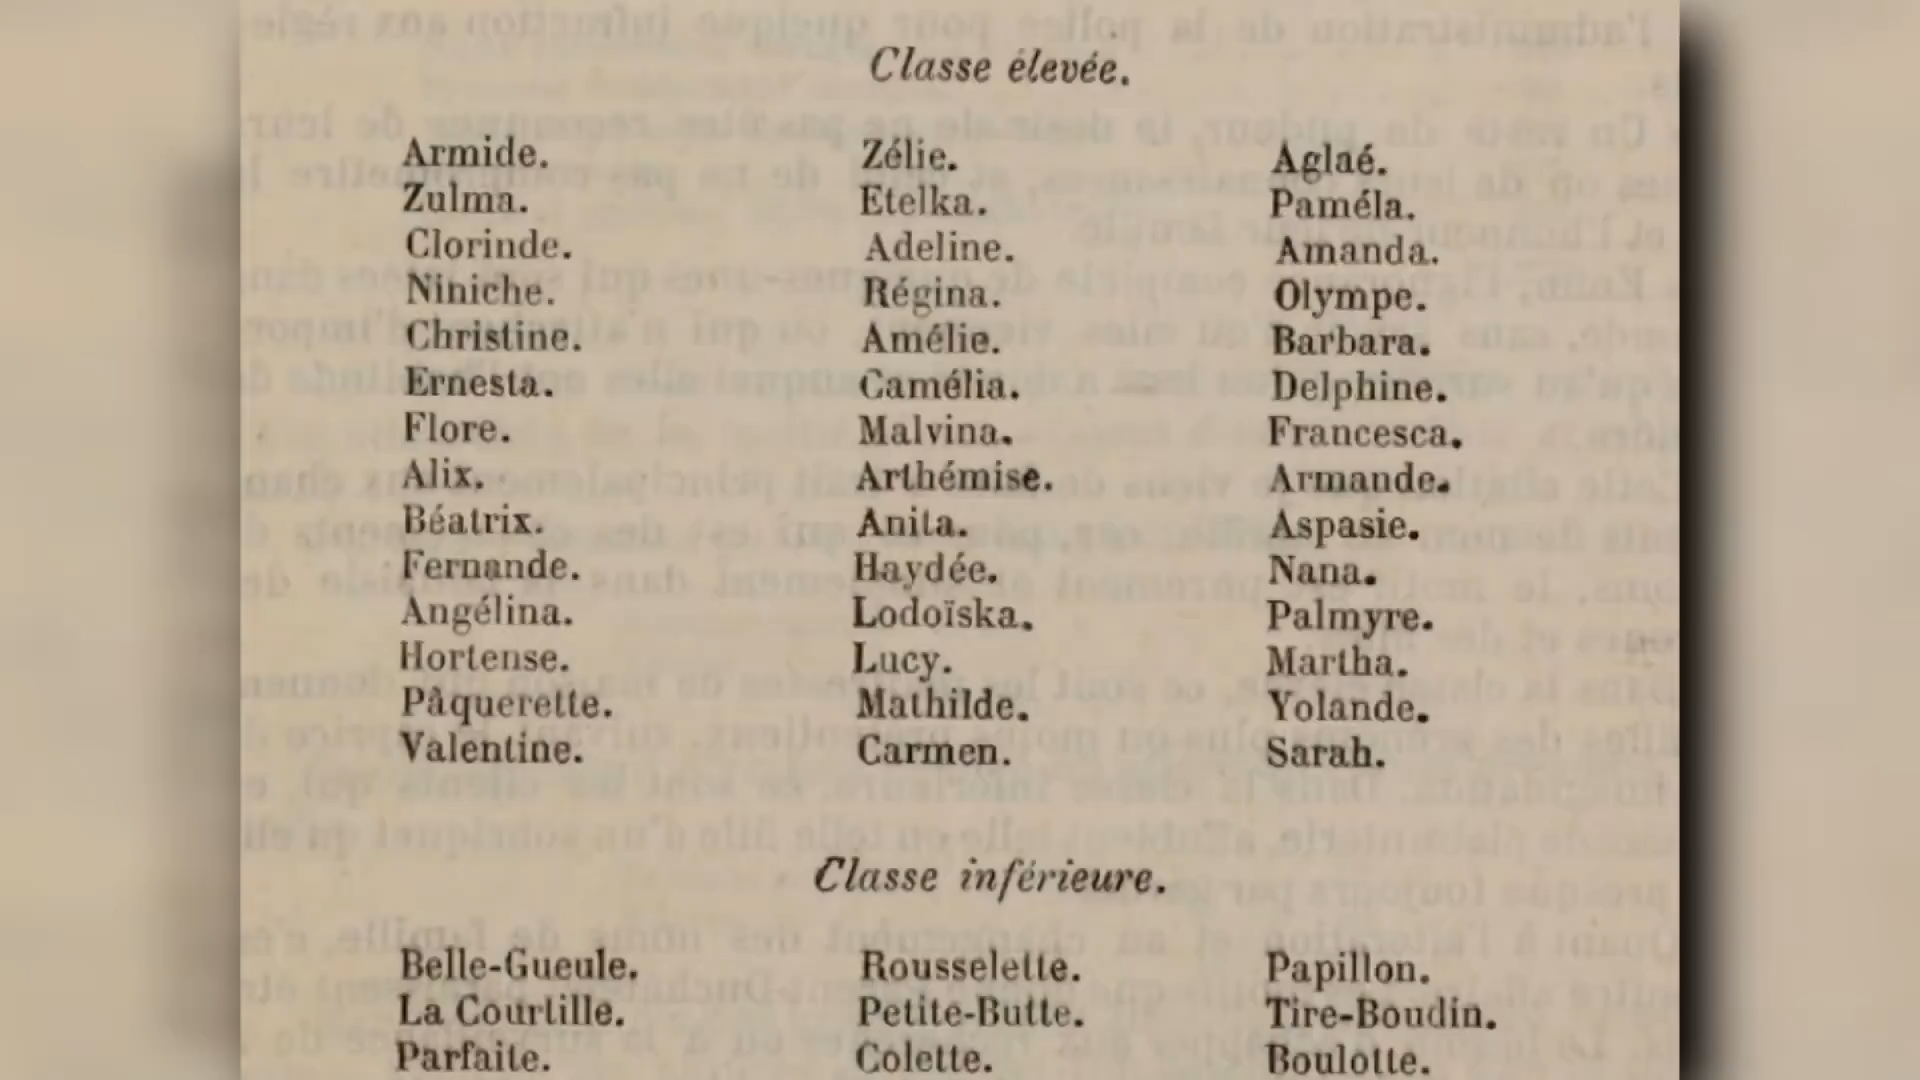 Classe élevée.
Armide. Zélie. Aglaé.
Zulma. Etelka. Paméla.
Clorinde. Adeline. Amanda.
Niniche. Régina. Olympe.
Christine. Amélie. Barbara.
Ernesta. Camélia. Delphine.
Flore. Malvina. Francesca.
Alix. Arthémise. Armande.
Béatrix. Anita. Aspasie.
Fernande. Haydée. Nana.
Angélina. Lodoïska. Palmyre.
Hortense. Lucy. Martha.
Pâquerette. Mathilde. Yolande.
Valentine. Carmen. Sarah.
Classe inférieure.
Belle-Gueule. Rousselette. Papillon.
La Courtille. Petite-Butte. Tire-Boudin.
Parfaite. Colette. Boulotte.